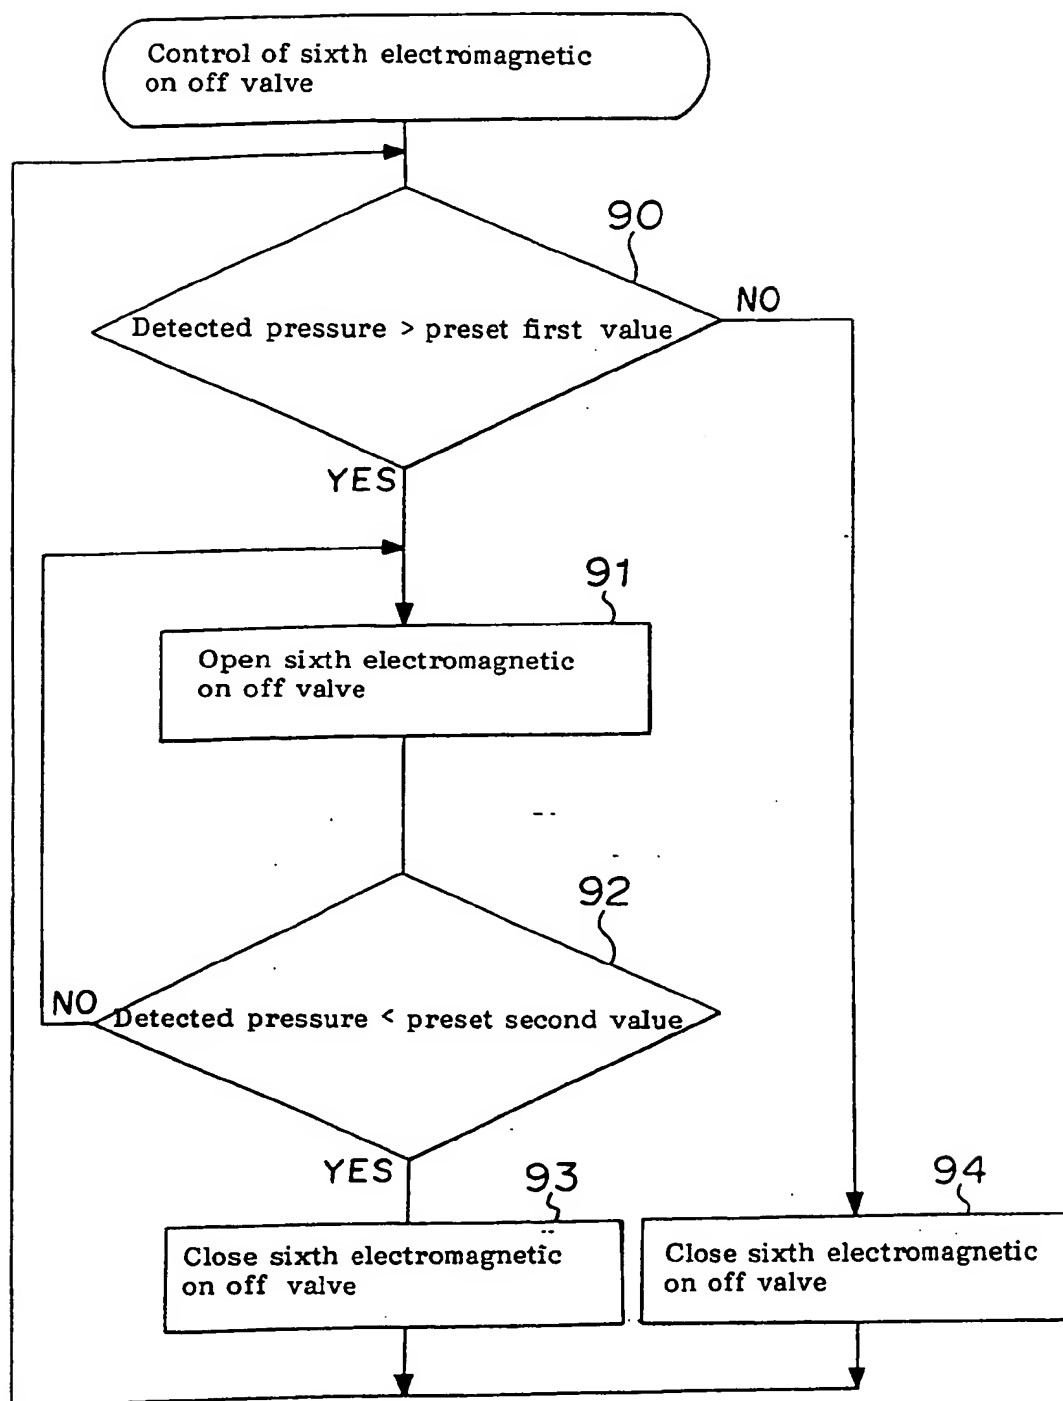 Control of sixth electromagnetic
on off valve
90
NO
Detected pressure > preset first value
YES
91
Open sixth electromagnetic
on off valve
92
NO
Detected pressure < preset second value
YES
93
94
Close sixth electromagnetic
on off valve
Close sixth electromagnetic
on off valve